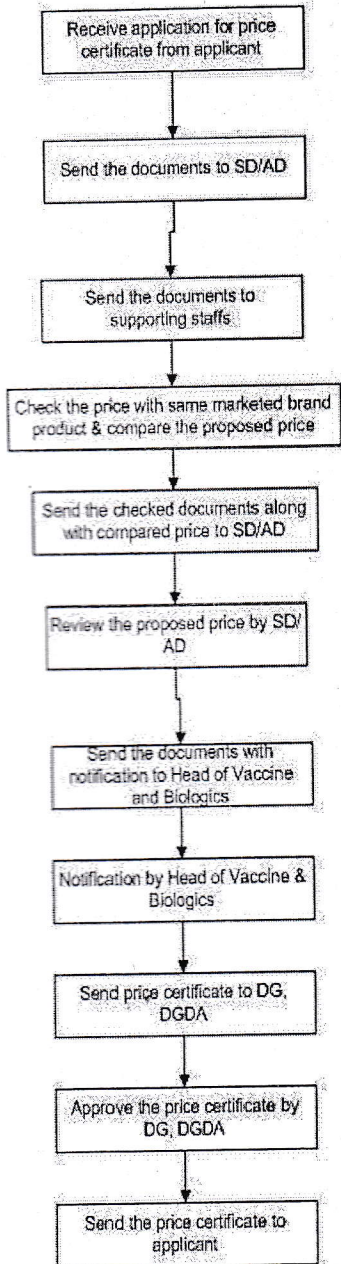 Receive application for price
certificate from applicant
Send the documents to SD/AD
Send the documents to
supporting staffs
Check the price with same marketed brand
product & compare the proposed price
Send the checked documents along
with compared price to SD/AD
Review the proposed price by SD/
AD
Send the documents with
notification to Head of Vaccine
and Biologics
Notification by Head of Vaccine &
Biologics
Send price certificate to DG,
DGDA
Approve the price certificate by
DG, DGDA
Send the price certificate to
applicant